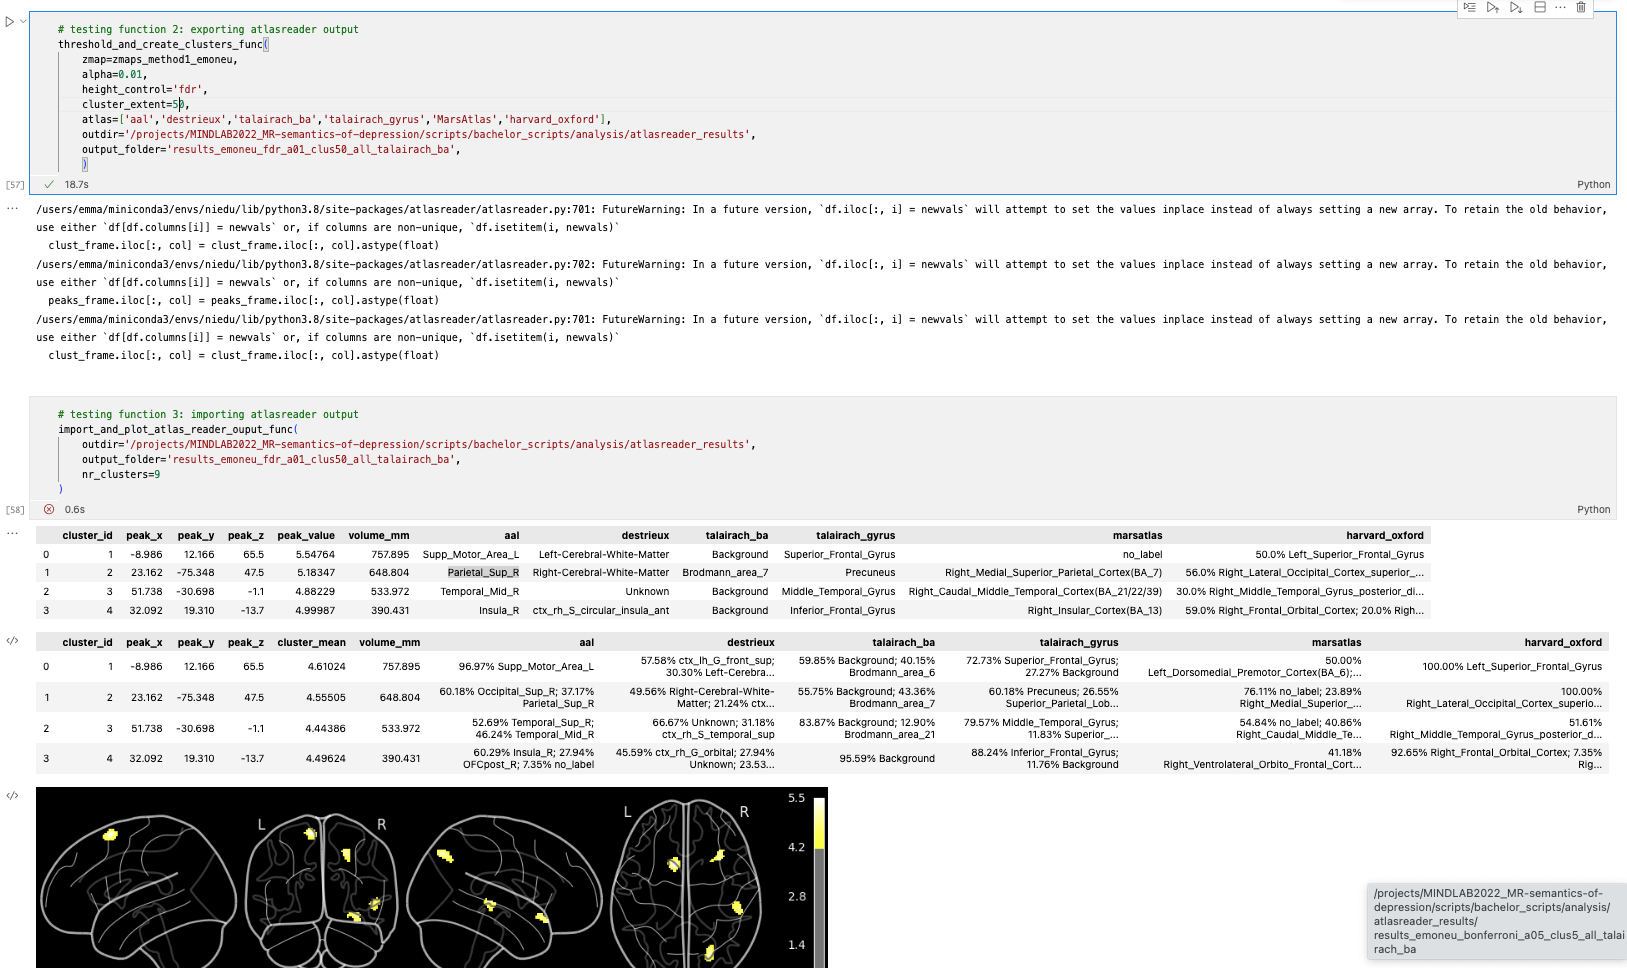 # testing function 2: exporting atlasreader output
threshold_and_create_clusters_func(
zmap=zmaps_method1_emoneu,
alpha=0.01,
height_control='fdr',
cluster_extent=50,
atlas=['aal','destrieux','talairach_ba','talairach_gyrus','MarsAtlas','harvard_oxford'],
outdir='/projects/MINDLAB2022_MR-semantics-of-depression/scripts/bachelor_scripts/analysis/atlasreader_results',
output_folder='results_emoneu_fdr_a01_clus50_all_talairach_ba',
)
[57] 18.7s Python
/users/emma/miniconda3/envs/niedu/lib/python3.8/site-packages/atlasreader/atlasreader.py:701: FutureWarning: In a future version, `df.iloc[:, i] = newvals` will attempt to set the values inplace instead of always setting a new array. To retain the old behavior,
use either `df[df.columns[i]] = newvals` or, if columns are non-unique, `df.isetitem(i, newvals)`
clust_frame.iloc[:, col] = clust_frame.iloc[:, col].astype(float)
/users/emma/miniconda3/envs/niedu/lib/python3.8/site-packages/atlasreader/atlasreader.py:702: FutureWarning: In a future version, `df.iloc[:, i] = newvals` will attempt to set the values inplace instead of always setting a new array. To retain the old behavior,
use either `df[df.columns[i]] = newvals` or, if columns are non-unique, `df.isetitem(i, newvals)`
peaks_frame.iloc[:, col] = peaks_frame.iloc[:, col].astype(float)
/users/emma/miniconda3/envs/niedu/lib/python3.8/site-packages/atlasreader/atlasreader.py:701: FutureWarning: In a future version, `df.iloc[:, i] = newvals` will attempt to set the values inplace instead of always setting a new array. To retain the old behavior,
use either `df[df.columns[i]] = newvals` or, if columns are non-unique, `df.isetitem(i, newvals)`
clust_frame.iloc[:, col] = clust_frame.iloc[:, col].astype(float)
# testing function 3: importing atlasreader output
import_and_plot_atlas_reader_ouput_func(
outdir='/projects/MINDLAB2022_MR-semantics-of-depression/scripts/bachelor_scripts/analysis/atlasreader_results',
output_folder='results_emoneu_fdr_a01_clus50_all_talairach_ba',
nr_clusters=9
)
[58] 0.6s Python
cluster_id peak_x peak_y peak_z peak_value volume_mm aal destrieux talairach_ba talairach_gyrus marsatlas harvard_oxford
0 1 -8.986 12.166 65.5 5.54764 757.895 Supp_Motor_Area_L Left-Cerebral-White-Matter Background Superior_Frontal_Gyrus no_label 50.0% Left_Superior_Frontal_Gyrus
1 2 23.162 -75.348 47.5 5.18347 648.804 Parietal_Sup_R Right-Cerebral-White-Matter Brodmann_area_7 Precuneus Right_Medial_Superior_Parietal_Cortex(BA_7) 56.0% Right_Lateral_Occipital_Cortex_superior_...
2 3 51.738 -30.698 -1.1 4.88229 533.972 Temporal_Mid_R Unknown Background Middle_Temporal_Gyrus Right_Caudal_Middle_Temporal_Cortex(BA_21/22/39) 30.0% Right_Middle_Temporal_Gyrus_posterior_di...
3 4 32.092 19.310 -13.7 4.99987 390.431 Insula_R ctx_rh_S_circular_insula_ant Background Inferior_Frontal_Gyrus Right_Insular_Cortex(BA_13) 59.0% Right_Frontal_Orbital_Cortex; 20.0% Righ...
cluster_id peak_x peak_y peak_z cluster_mean volume_mm aal destrieux talairach_ba talairach_gyrus marsatlas harvard_oxford
57.58% ctx_lh_G_front_sup; 59.85% Background; 40.15% 72.73% Superior_Frontal_Gyrus; 50.00%
0 1 -8.986 12.166 65.5 4.61024 757.895 96.97% Supp_Motor_Area_L 100.00% Left_Superior_Frontal_Gyrus
30.30% Left-Cerebra... Brodmann_area_6 27.27% Background Left_Dorsomedial_Premotor_Cortex(BA_6);...
60.18% Occipital_Sup_R; 37.17% 49.56% Right-Cerebral-White- 55.75% Background; 43.36% 60.18% Precuneus; 26.55% 76.11% no_label; 23.89% 100.00%
1 2 23.162 -75.348 47.5 4.55505 648.804
Parietal_Sup_R Matter; 21.24% ctx... Brodmann_area_7 Superior_Parietal_Lob... Right_Medial_Superior_... Right_Lateral_Occipital_Cortex_superio...
52.69% Temporal_Sup_R; 66.67% Unknown; 31.18% 83.87% Background; 12.90% 79.57% Middle_Temporal_Gyrus; 54.84% no_label; 40.86% 51.61%
2 3 51.738 -30.698 -1.1 4.44386 533.972
46.24% Temporal_Mid_R ctx_rh_S_temporal_sup Brodmann_area_21 11.83% Superior_... Right_Caudal_Middle_Te... Right_Middle_Temporal_Gyrus_posterior_d...
60.29% Insula_R; 27.94% 45.59% ctx_rh_G_orbital; 27.94% 88.24% Inferior_Frontal_Gyrus; 41.18% 92.65% Right_Frontal_Orbital_Cortex; 7.35%
3 4 32.092 19.310 -13.7 4.49624 390.431 95.59% Background
OFCpost_R; 7.35% no_label Unknown; 23.53... 11.76% Background Right_Ventrolateral_Orbito_Frontal_Cort... Rig...
L R L R
5.5
4.2
2.8
1.4
/projects/MINDLAB2022_MR-semantics-of-
depression/scripts/bachelor_scripts/analysis/
atlasreader_results/
results_emoneu_bonferroni_a05_clus5_all_talai
rach_ba